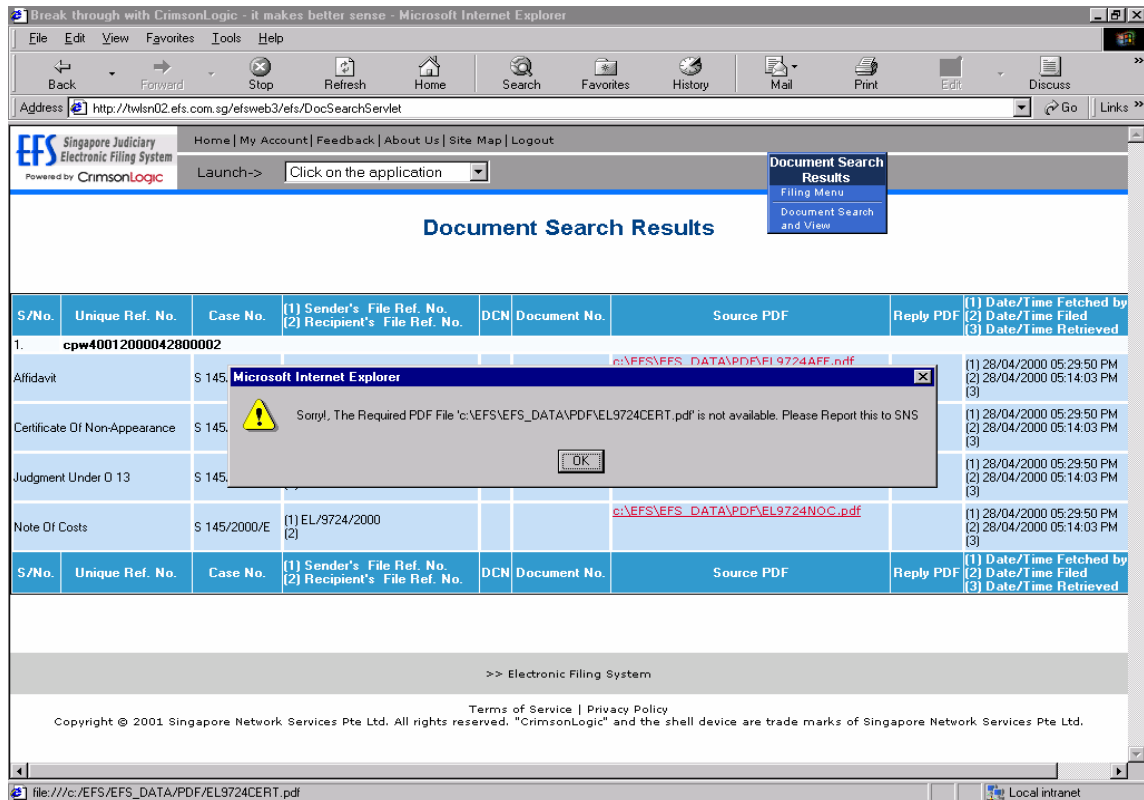 Break through with CrimsonLogic - it makes better sense - Microsoft Internet Explorer
File Edit View Favorites Tools Help
Back Forward Stop Refresh Home Search Favorites History Mail Print Edit Discuss »
Address http://twlsn02.efs.com.sg/efsweb3/efs/DocSearchServlet Go Links »
EFS Singapore Judiciary
Electronic Filing System
Powered by CrimsonLogic
Home | My Account | Feedback | About Us | Site Map | Logout
Launch-> Click on the application
Document Search
Results
Filing Menu
Document Search
and View
Document Search Results
S/No. Unique Ref. No. Case No. (1) Sender's File Ref. No. DCN Document No. Source PDF Reply PDF (1) Date/Time Fetched by
(2) Recipient's File Ref. No. (2) Date/Time Filed
(3) Date/Time Retrieved
1. cpw40012000042800002
c:\EFS\EFS_DATA\PDF\EL9724AFF.pdf
Affidavit S 145. (1) 28/04/2000 05:29:50 PM
(2) 28/04/2000 05:14:03 PM
(3)
Microsoft Internet Explorer
Sorry!, The Required PDF File 'c:\EFS\EFS_DATA\PDF\EL9724CERT.pdf' is not available. Please Report this to SNS
OK
Certificate Of Non-Appearance S 145. (1) 28/04/2000 05:29:50 PM
(2) 28/04/2000 05:14:03 PM
(3)
Judgment Under O 13 S 145. (1) 28/04/2000 05:29:50 PM
(2) 28/04/2000 05:14:03 PM
(3)
Note Of Costs S 145/2000/E (1) EL/9724/2000 c:\EFS\EFS_DATA\PDF\EL9724NOC.pdf (1) 28/04/2000 05:29:50 PM
(2) (2) 28/04/2000 05:14:03 PM
(3)
S/No. Unique Ref. No. Case No. (1) Sender's File Ref. No. DCN Document No. Source PDF Reply PDF (1) Date/Time Fetched by
(2) Recipient's File Ref. No. (2) Date/Time Filed
(3) Date/Time Retrieved
>> Electronic Filing System
Terms of Service | Privacy Policy
Copyright © 2001 Singapore Network Services Pte Ltd. All rights reserved. "CrimsonLogic" and the shell device are trade marks of Singapore Network Services Pte Ltd.
file:///c:/EFS/EFS_DATA/PDF/EL9724CERT.pdf Local intranet